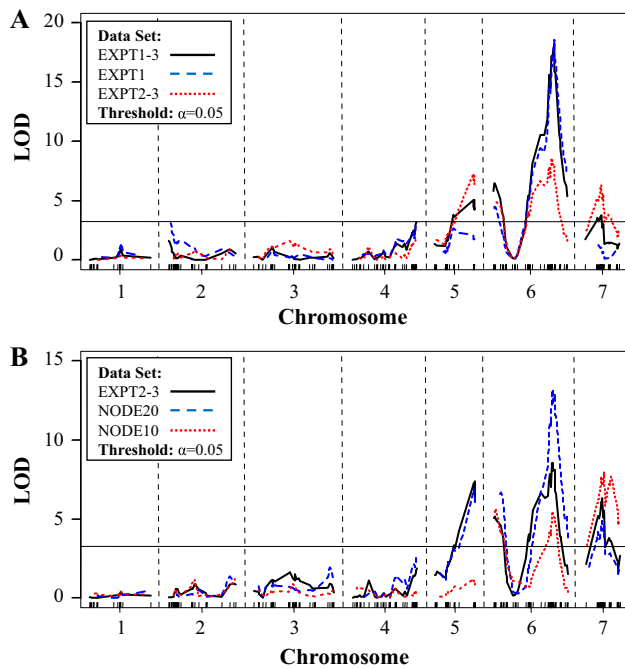 A
20
15
10
5
0
LOD
Data Set:
EXPT1-3
EXPT1
EXPT2-3
Threshold: α=0.05
1 2 3 4 5 6 7
Chromosome
B
15
10
5
0
LOD
Data Set:
EXPT2-3
NODE20
NODE10
Threshold: α=0.05
1 2 3 4 5 6 7
Chromosome